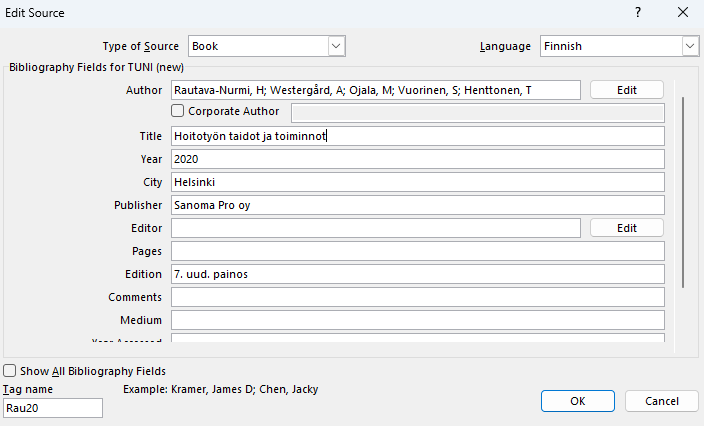 Edit Source
? ×
Type of Source Book Language Finnish
Bibliography Fields for TUNI (new)
Author Rautava-Nurmi, H; Westergård, A; Ojala, M; Vuorinen, S; Henttonen, T Edit
Corporate Author
Title Hoitotyön taidot ja toiminnot
Year 2020
City Helsinki
Publisher Sanoma Pro oy
Editor Edit
Pages
Edition 7. uud. painos
Comments
Medium
Year Accessed
Show All Bibliography Fields
Tag name Example: Kramer, James D; Chen, Jacky
Rau20 OK Cancel